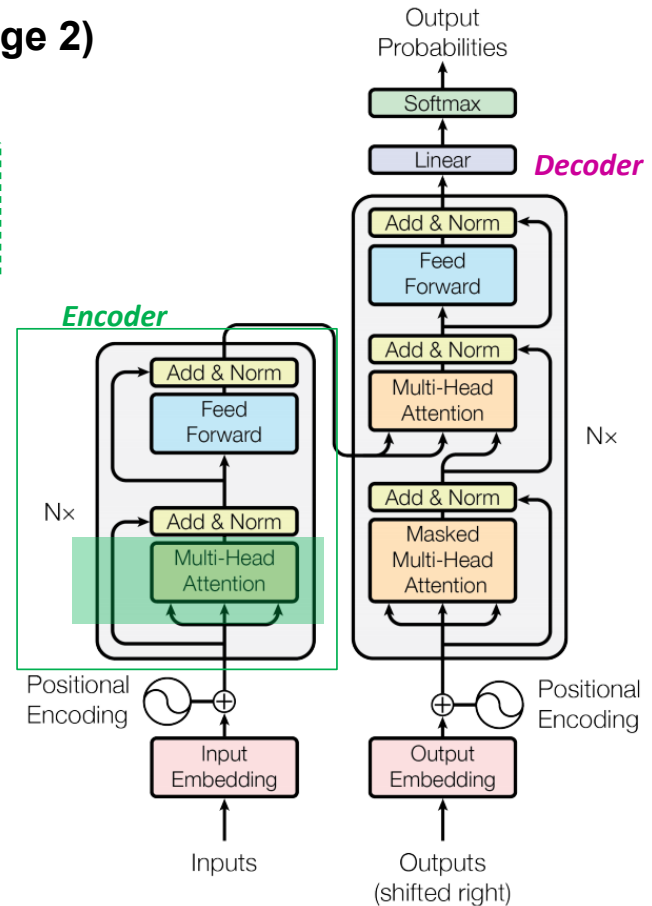 ge 2)
Output
Probabilities
Softmax
Linear
Decoder
Add & Norm
Feed
Forward
Add & Norm
Multi-Head
Attention
Nx
Add & Norm
Masked
Multi-Head
Attention
Positional
Encoding
Output
Embedding
Outputs
(shifted right)
Encoder
Add & Norm
Feed
Forward
Nx
Add & Norm
Multi-Head
Attention
Positional
Encoding
Input
Embedding
Inputs